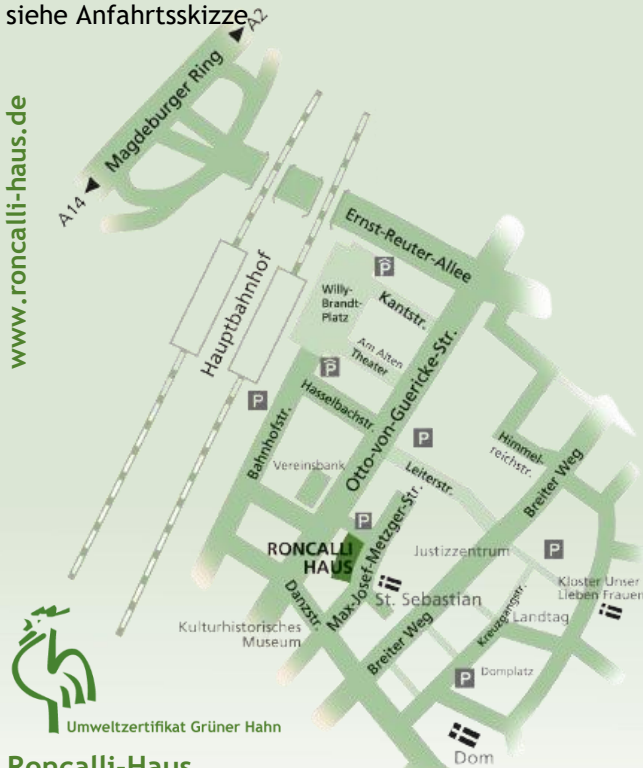 siehe Anfahrtsskizze
A2
Magdeburger Ring
A14
www.roncalli-haus.de
Ernst-Reuter-Allee
Hauptbahnhof
P
Willy-
Brandt-
Platz
Kantstr.
Am Alten
Theater
P
Hasselbachstr.
Otto-von-Guericke-Str.
P
Bahnhofstr.
P
Vereinsbank
Leiterstr.
Himmel-
reichstr.
Breiter Weg
P
RONCALLI
HAUS
Max-Josef-Metzger-Str.
Justizzentrum
P
Danzstr.
St. Sebastian
Kloster Unser
Lieben Frauen
Kulturhistorisches
Museum
Breiter Weg
Kreuzgangstr.
Landtag
P
Domplatz
Dom
Umweltzertifikat Grüner Hahn
Roncalli-Haus